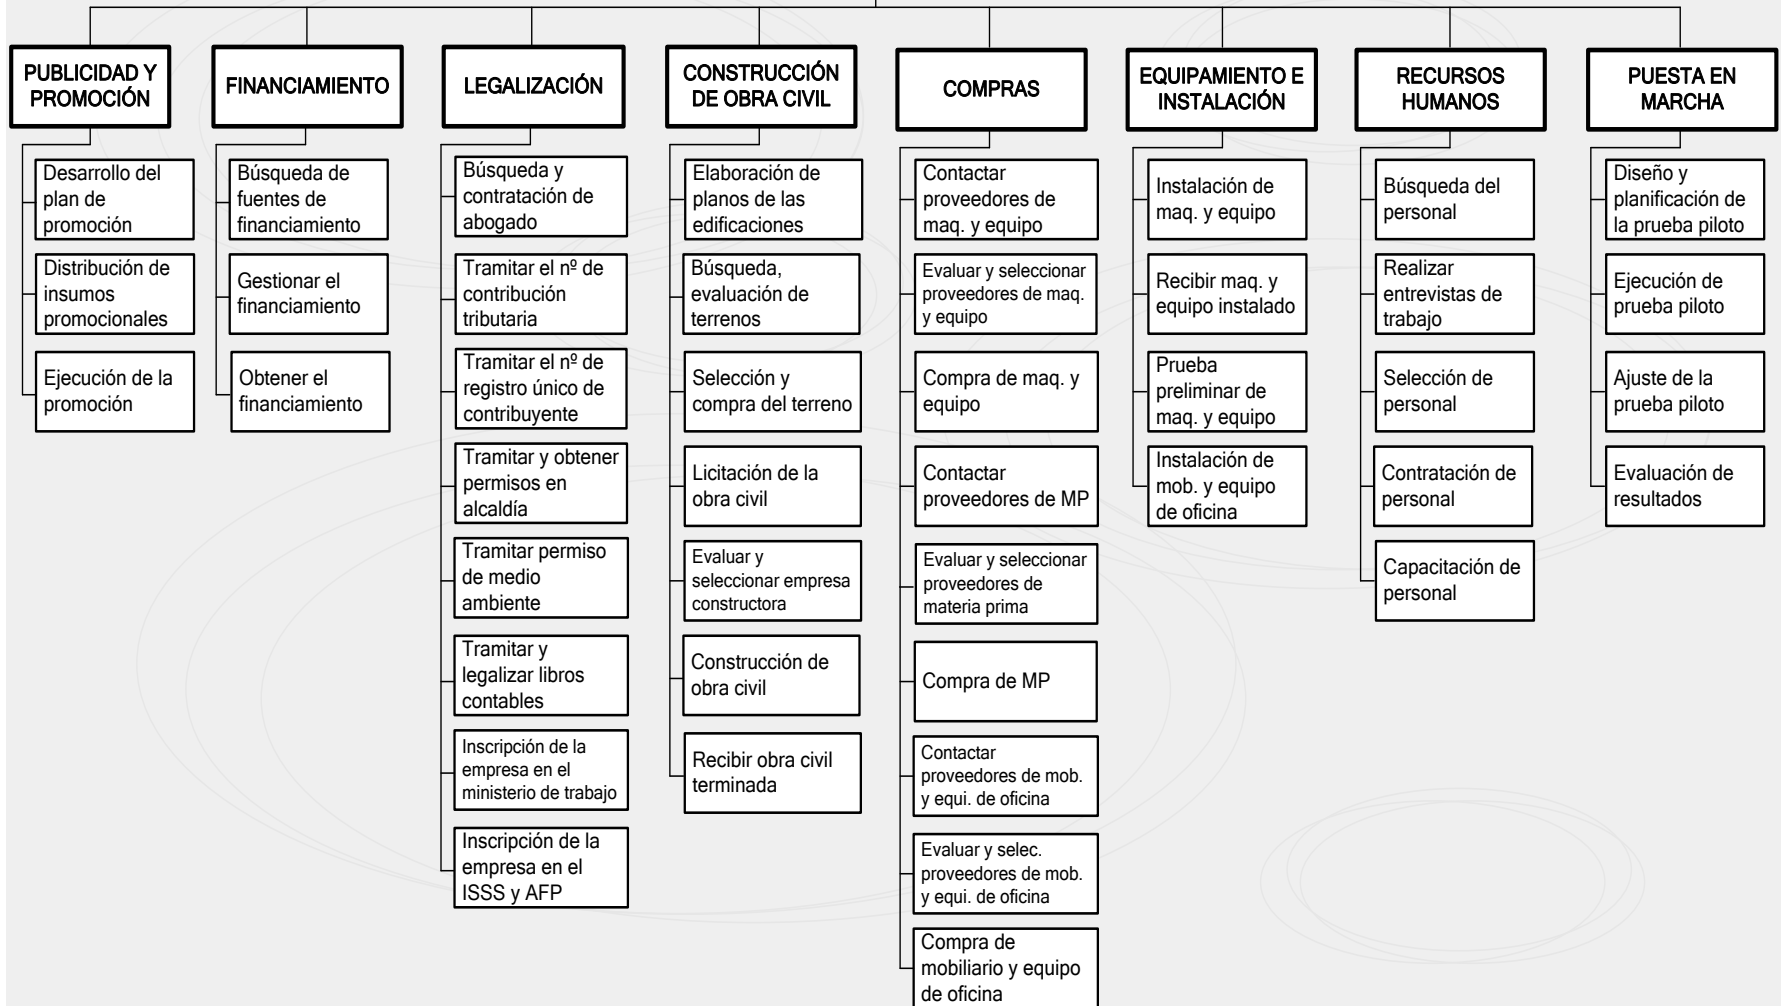 PUBLICIDAD Y
PROMOCIÓN
Desarrollo del
plan de
promoción
Distribución de
insumos
promocionales
Ejecución de la
promoción
FINANCIAMIENTO
Búsqueda de
fuentes de
financiamiento
Gestionar el
financiamiento
Obtener el
financiamiento
LEGALIZACIÓN
Búsqueda y
contratación de
abogado
Tramitar el nº de
contribución
tributaria
Tramitar el nº de
registro único de
contribuyente
Tramitar y obtener
permisos en
alcaldía
Tramitar permiso
de medio
ambiente
Tramitar y
legalizar libros
contables
Inscripción de la
empresa en el
ministerio de trabajo
Inscripción de la
empresa en el
ISSS y AFP
CONSTRUCCIÓN
DE OBRA CIVIL
Elaboración de
planos de las
edificaciones
Búsqueda,
evaluación de
terrenos
Selección y
compra del terreno
Licitación de la
obra civil
Evaluar y
seleccionar empresa
constructora
Construcción de
obra civil
Recibir obra civil
terminada
COMPRAS
Contactar
proveedores de
maq. y equipo
Evaluar y seleccionar
proveedores de maq.
y equipo
Compra de maq. y
equipo
Contactar
proveedores de MP
Evaluar y seleccionar
proveedores de
materia prima
Compra de MP
Contactar
proveedores de mob.
y equi. de oficina
Evaluar y selec.
proveedores de mob.
y equi. de oficina
Compra de
mobiliario y equipo
de oficina
EQUIPAMIENTO E
INSTALACIÓN
Instalación de
maq. y equipo
Recibir maq. y
equipo instalado
Prueba
preliminar de
maq. y equipo
Instalación de
mob. y equipo
de oficina
RECURSOS
HUMANOS
Búsqueda del
personal
Realizar
entrevistas de
trabajo
Selección de
personal
Contratación de
personal
Capacitación de
personal
PUESTA EN
MARCHA
Diseño y
planificación de
la prueba piloto
Ejecución de
prueba piloto
Ajuste de la
prueba piloto
Evaluación de
resultados